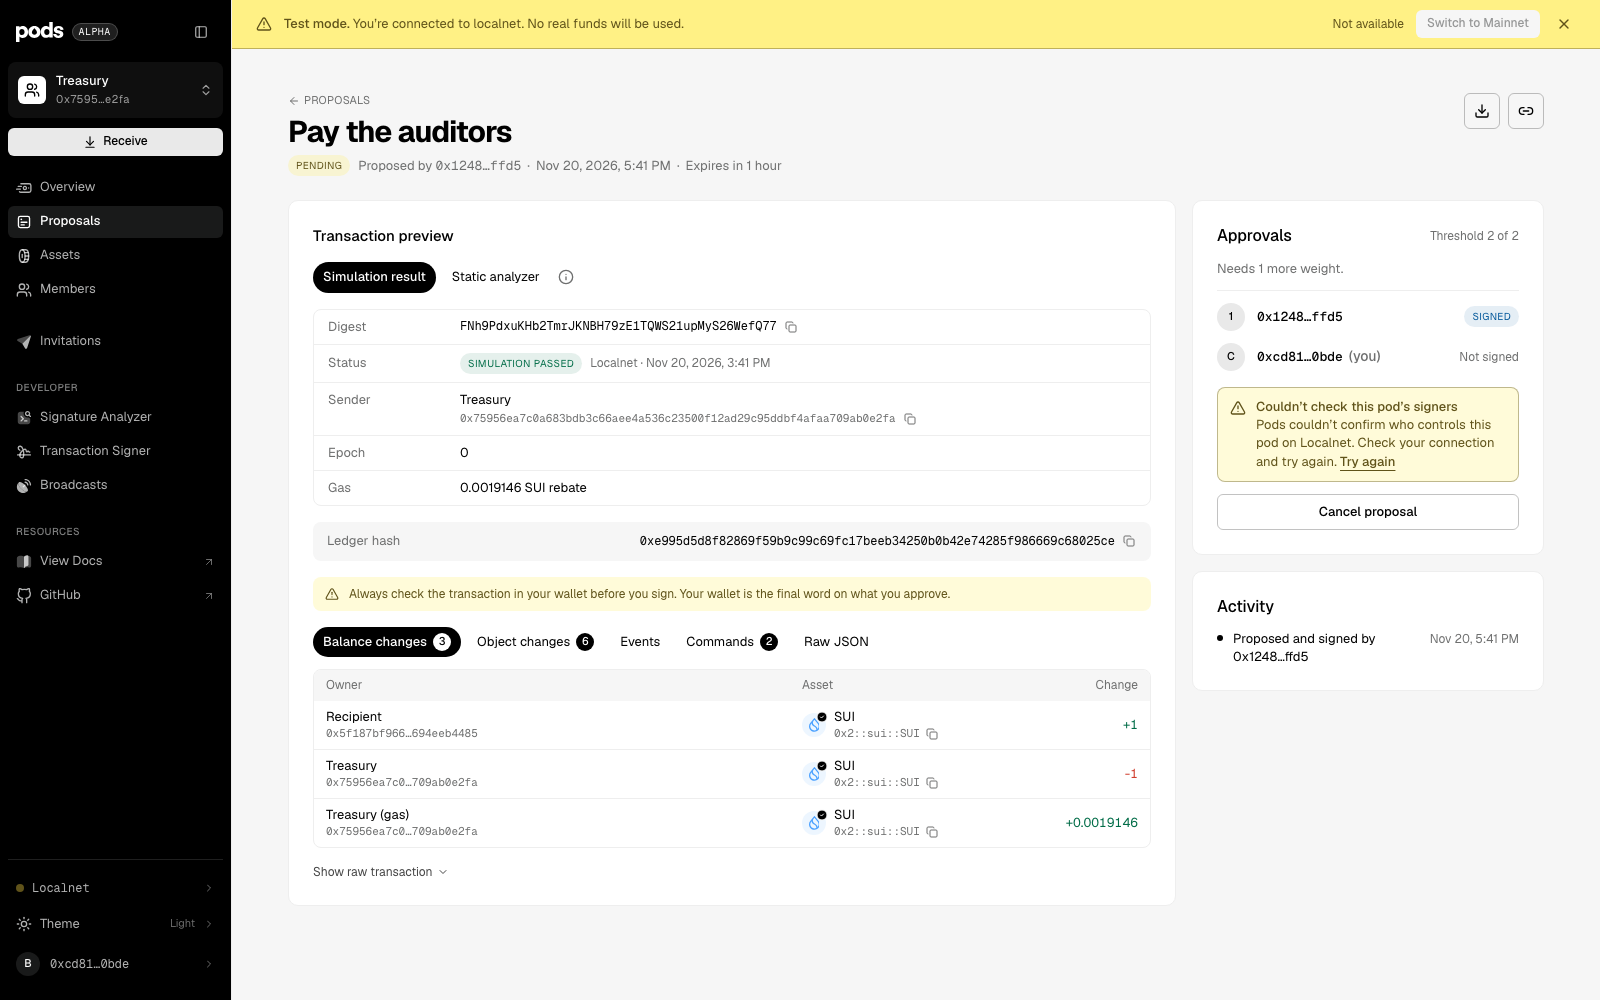 pods ALPHA
Treasury
0x7595…e2fa
Receive
Overview
Proposals
Assets
Members
Invitations
DEVELOPER
Signature Analyzer
Transaction Signer
Broadcasts
RESOURCES
View Docs
GitHub
Localnet
Theme Light
B 0xcd81…0bde
Test mode. You're connected to localnet. No real funds will be used.
Not available Switch to Mainnet
PROPOSALS
Pay the auditors
PENDING Proposed by 0x1248…ffd5 · Nov 20, 2026, 5:41 PM · Expires in 1 hour
Transaction preview
Simulation result Static analyzer
Digest FNh9PdxuKHb2TmrJKNBH79zE1TQWS21upMyS26WefQ77
Status SIMULATION PASSED Localnet · Nov 20, 2026, 3:41 PM
Sender Treasury
0x75956ea7c0a683bdb3c66aee4a536c23500f12ad29c95ddbf4afaa709ab0e2fa
Epoch 0
Gas 0.0019146 SUI rebate
Ledger hash 0xe995d5d8f82869f59b9c99c69fc17beeb34250b0b42e74285f986669c68025ce
Always check the transaction in your wallet before you sign. Your wallet is the final word on what you approve.
Balance changes 3 Object changes 6 Events Commands 2 Raw JSON
Owner Asset Change
Recipient SUI +1
0x5f187bf966…694eeb4485 0x2::sui::SUI
Treasury SUI -1
0x75956ea7c0…709ab0e2fa 0x2::sui::SUI
Treasury (gas) SUI +0.0019146
0x75956ea7c0…709ab0e2fa 0x2::sui::SUI
Show raw transaction
Approvals Threshold 2 of 2
Needs 1 more weight.
1 0x1248…ffd5 SIGNED
C 0xcd81…0bde (you) Not signed
Couldn't check this pod's signers
Pods couldn't confirm who controls this
pod on Localnet. Check your connection
and try again. Try again
Cancel proposal
Activity
Proposed and signed by Nov 20, 5:41 PM
0x1248…ffd5